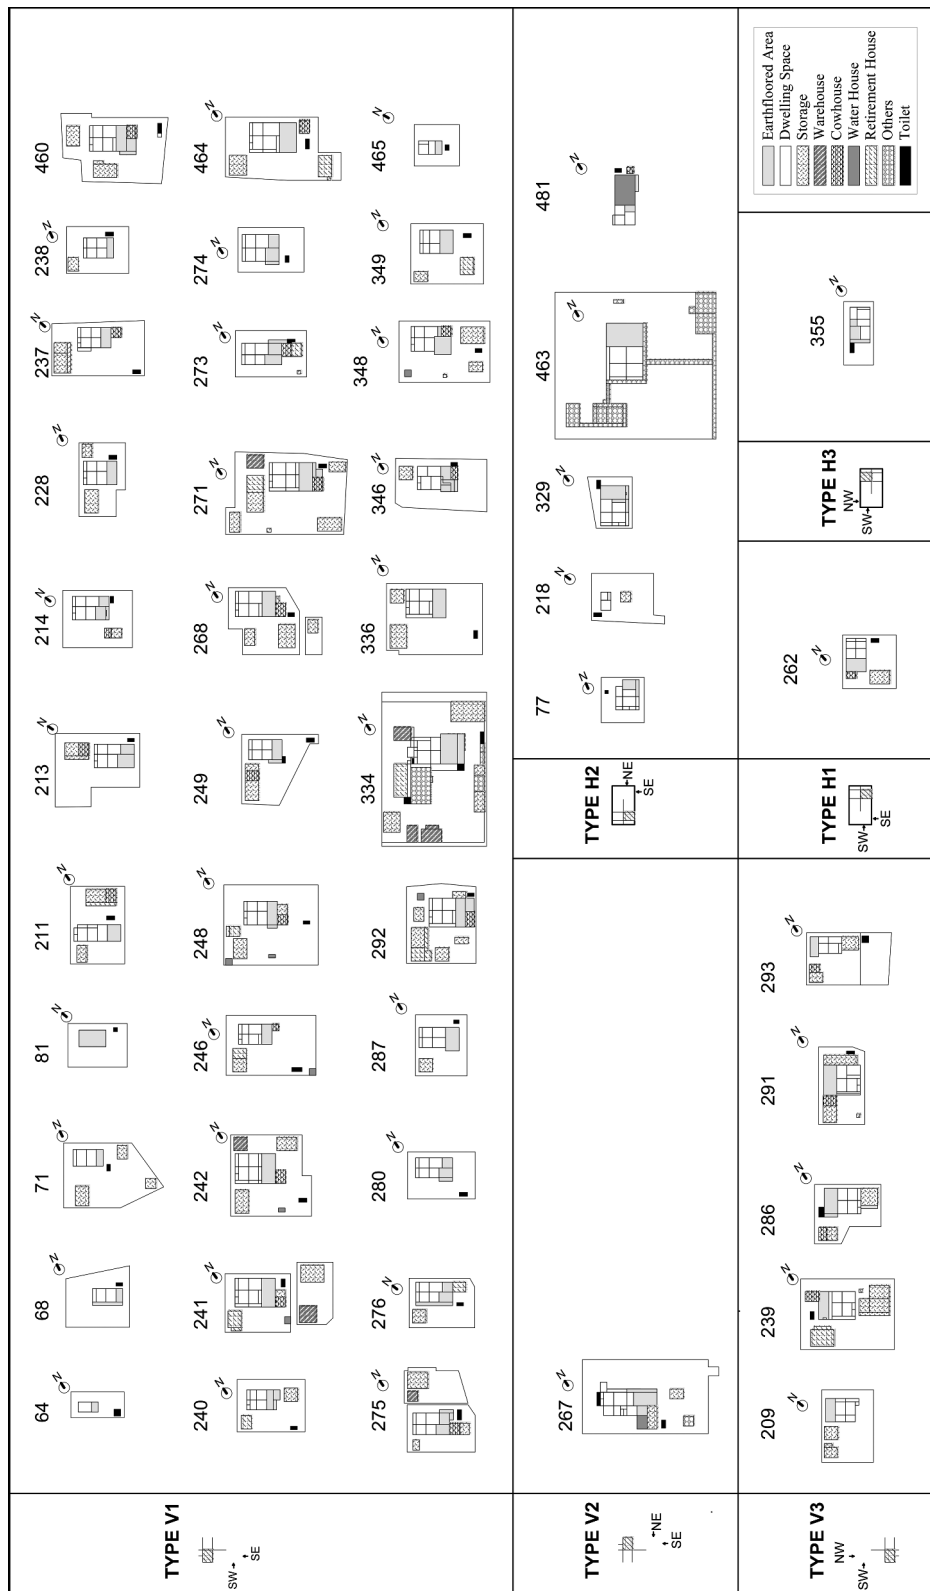 TYPE V1
SW
SE
64
68
71
81
211
213
214
228
237
238
460
N
N
N
N
N
N
N
N
N
N
N
240
241
242
246
248
249
268
271
273
274
464
N
N
N
N
N
N
N
N
N
N
N
275
276
280
287
292
334
336
346
348
349
465
N
N
N
N
N
N
N
N
N
N
N
TYPE V2
NE
SE
267
N
TYPE H2
NE
SE
77
218
329
463
481
N
N
N
N
N
TYPE V3
NW
SW
209
239
286
291
293
N
N
N
N
N
TYPE H1
SW
SE
262
N
TYPE H3
NW
SW
355
N
Earthfloored Area
Dwelling Space
Storage
Warehouse
Cowhouse
Water House
Retirement House
Others
Toilet